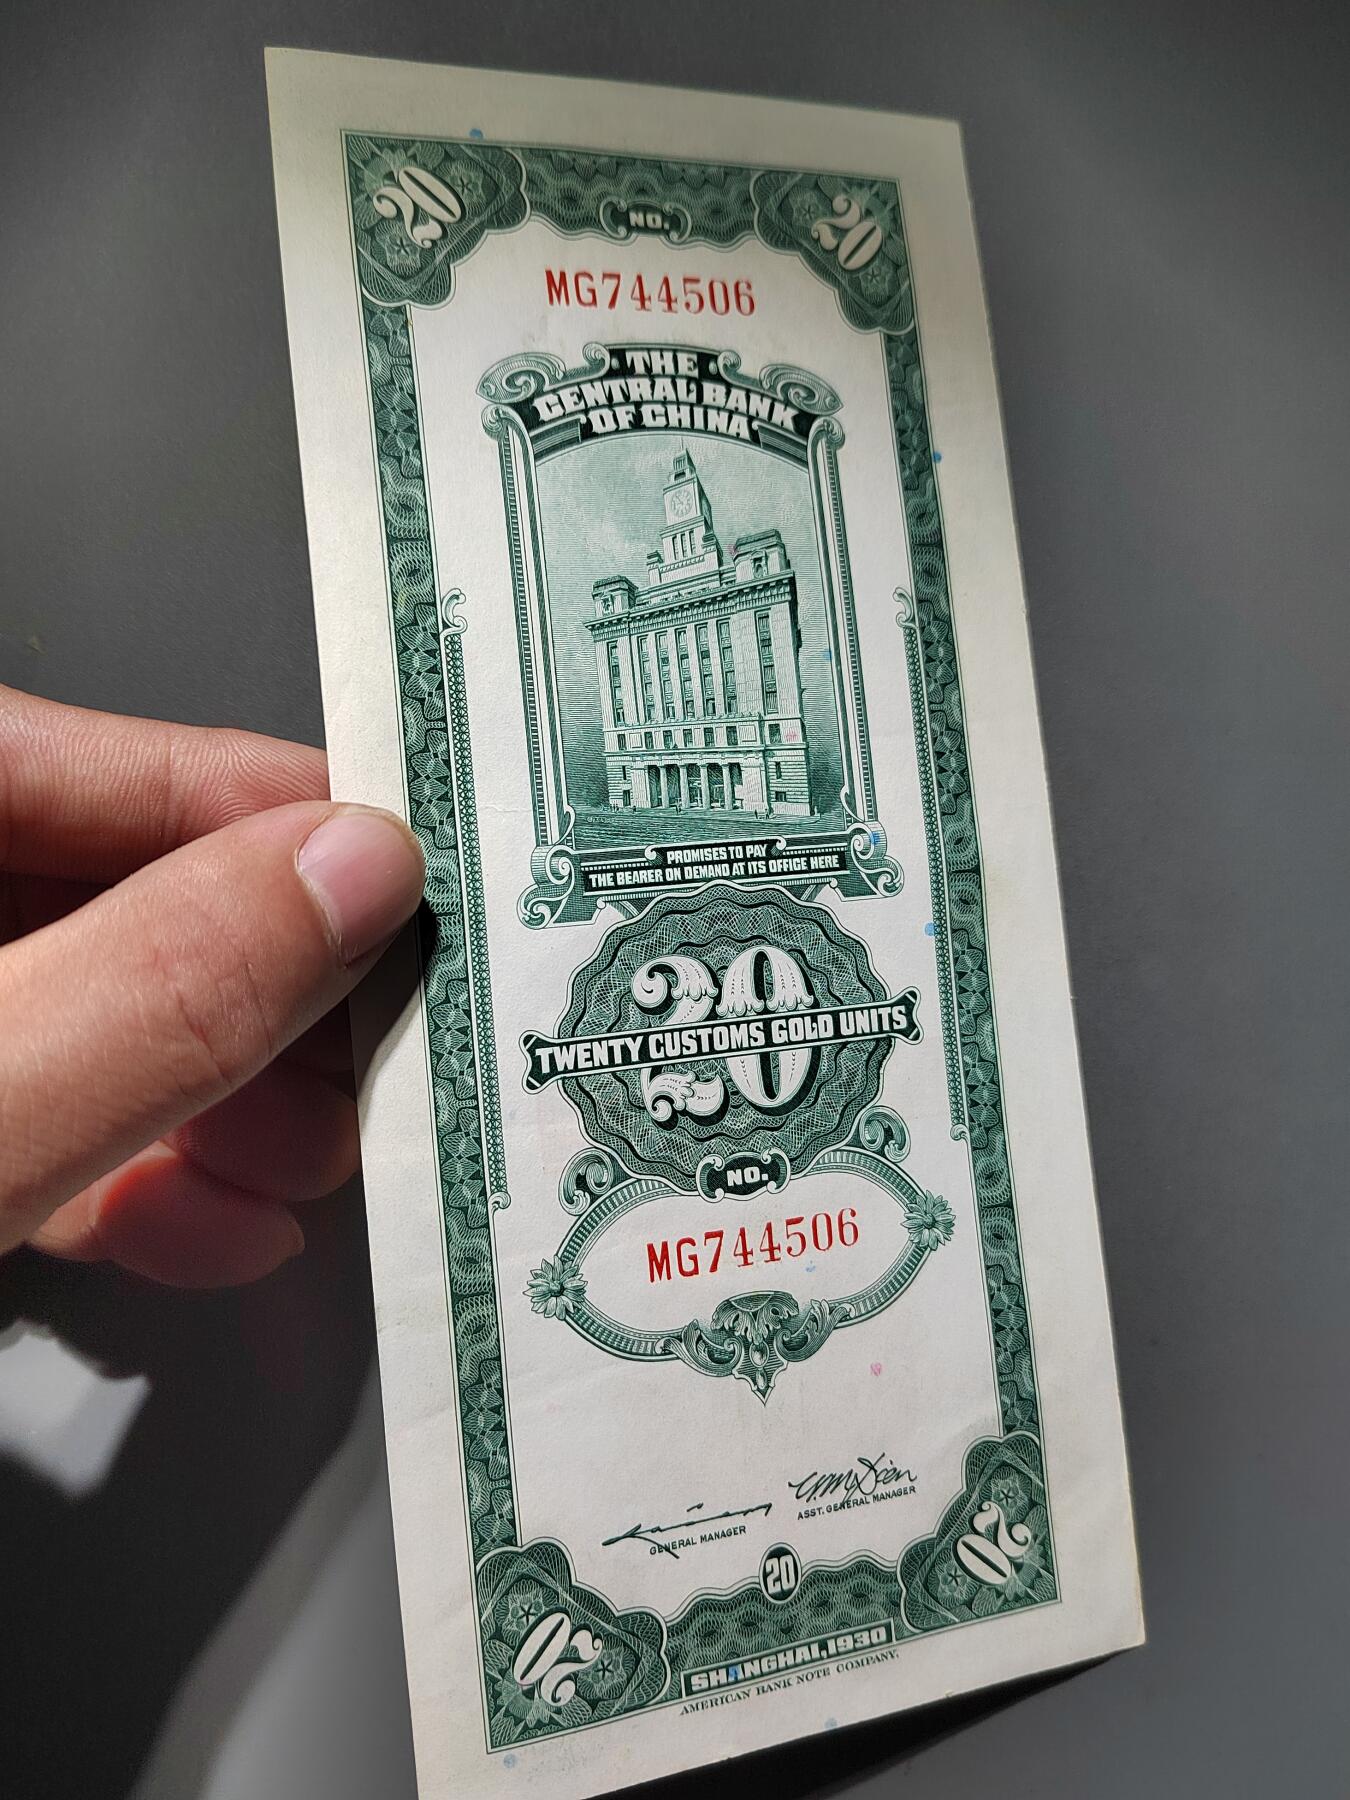 20
NO.
20
MG744506
THE
CENTRAL BANK
OF CHINA
PROMISES TO PAY
THE BEARER ON DEMAND AT ITS OFFICE HERE
20
TWENTY CUSTOMS GOLD UNITS
NO.
MG744506
GENERAL MANAGER
ASST. GENERAL MANAGER
20
20
20
SHANGHAI, 1930
AMERICAN BANK NOTE COMPANY.